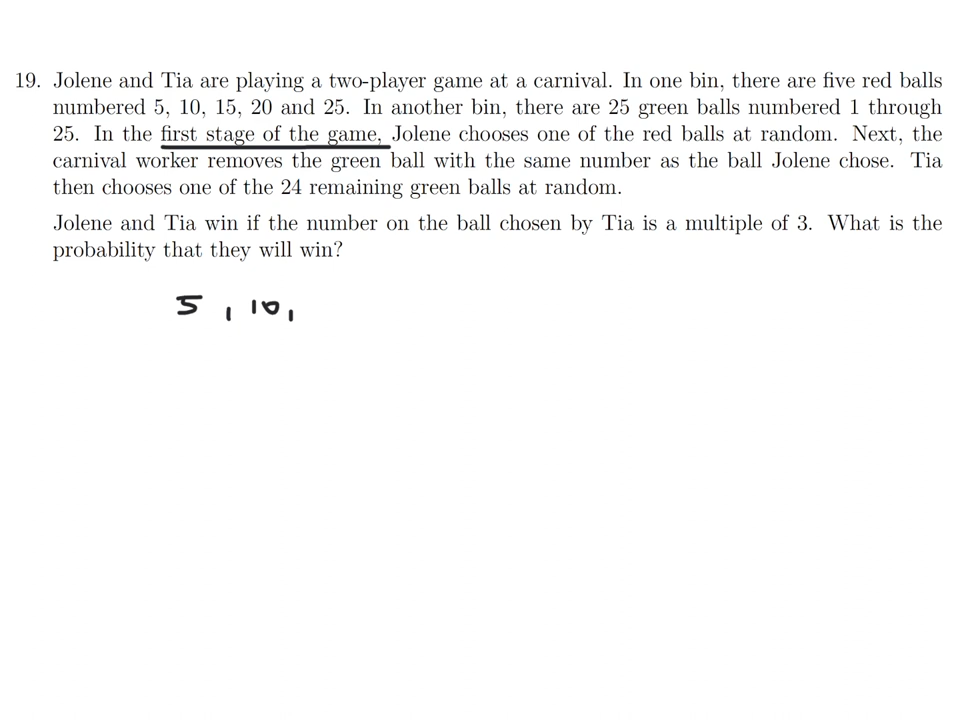 19. Jolene and Tia are playing a two-player game at a carnival. In one bin, there are five red balls
numbered 5, 10, 15, 20 and 25. In another bin, there are 25 green balls numbered 1 through
25. In the first stage of the game, Jolene chooses one of the red balls at random. Next, the
carnival worker removes the green ball with the same number as the ball Jolene chose. Tia
then chooses one of the 24 remaining green balls at random.
Jolene and Tia win if the number on the ball chosen by Tia is a multiple of 3. What is the
probability that they will win?
5 , 10,